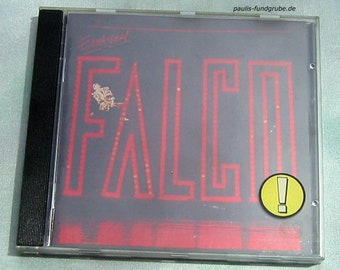 paulis-fundgrube.de
Emotional
FALCO
!